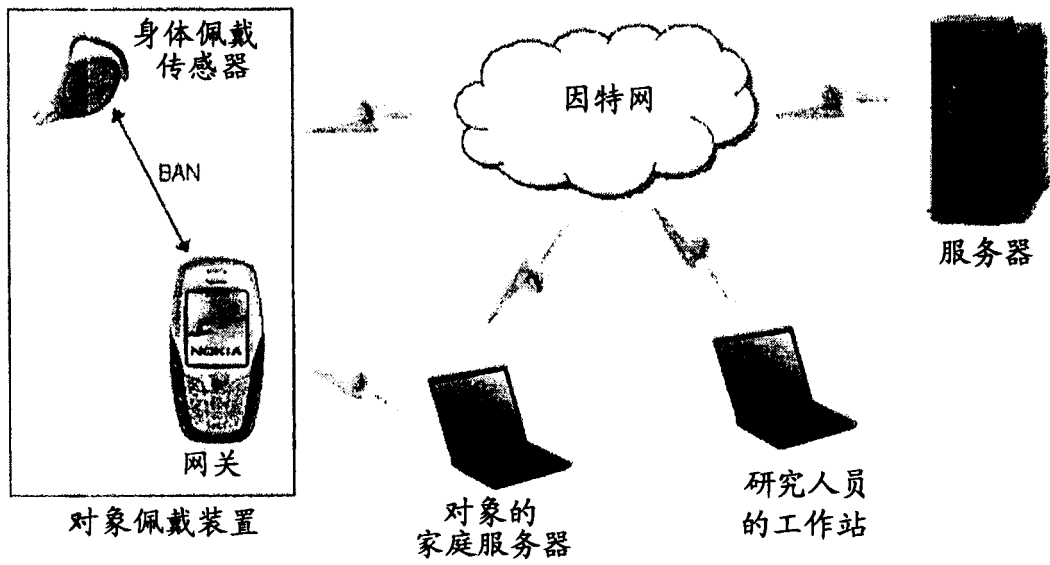 身体佩戴
传感器
因特网
BAN
服务器
NOKIA
网关
对象佩戴装置
对象的
家庭服务器
研究人员
的工作站